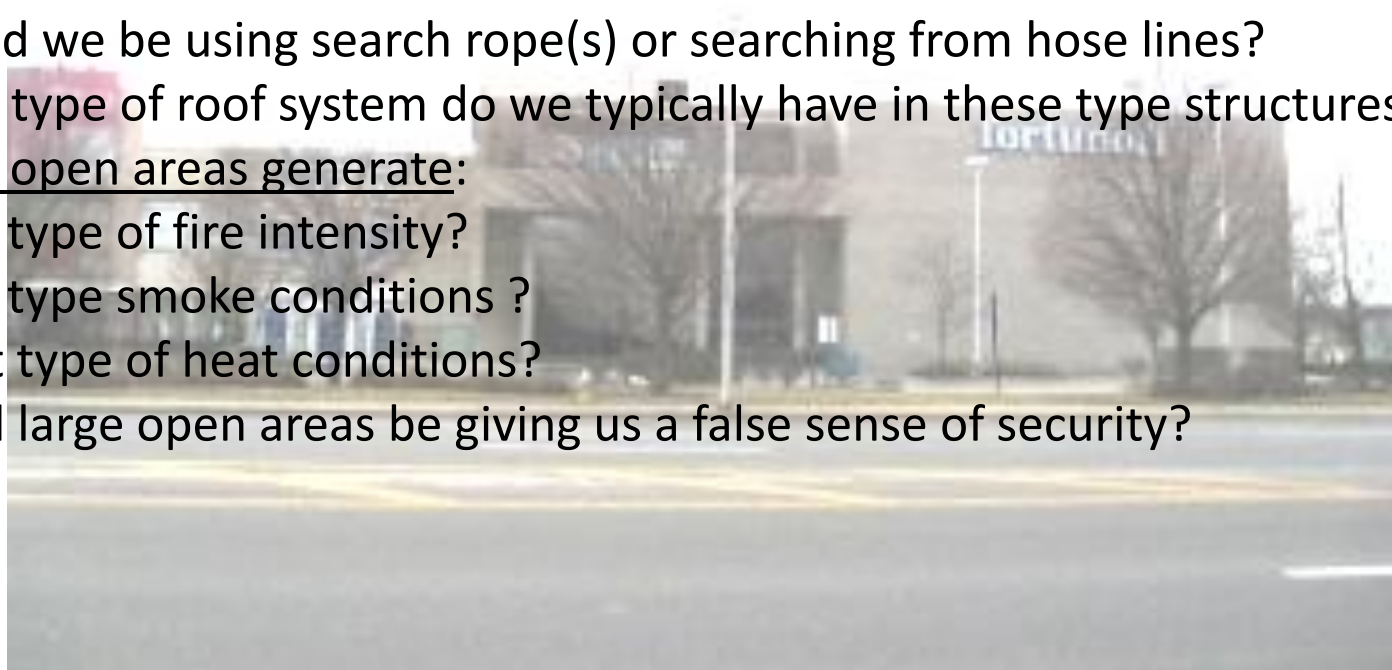 d we be using search rope(s) or searching from hose lines?
type of roof system do we typically have in these type structures
open areas generate:
type of fire intensity?
type smoke conditions ?
type of heat conditions?
large open areas be giving us a false sense of security?